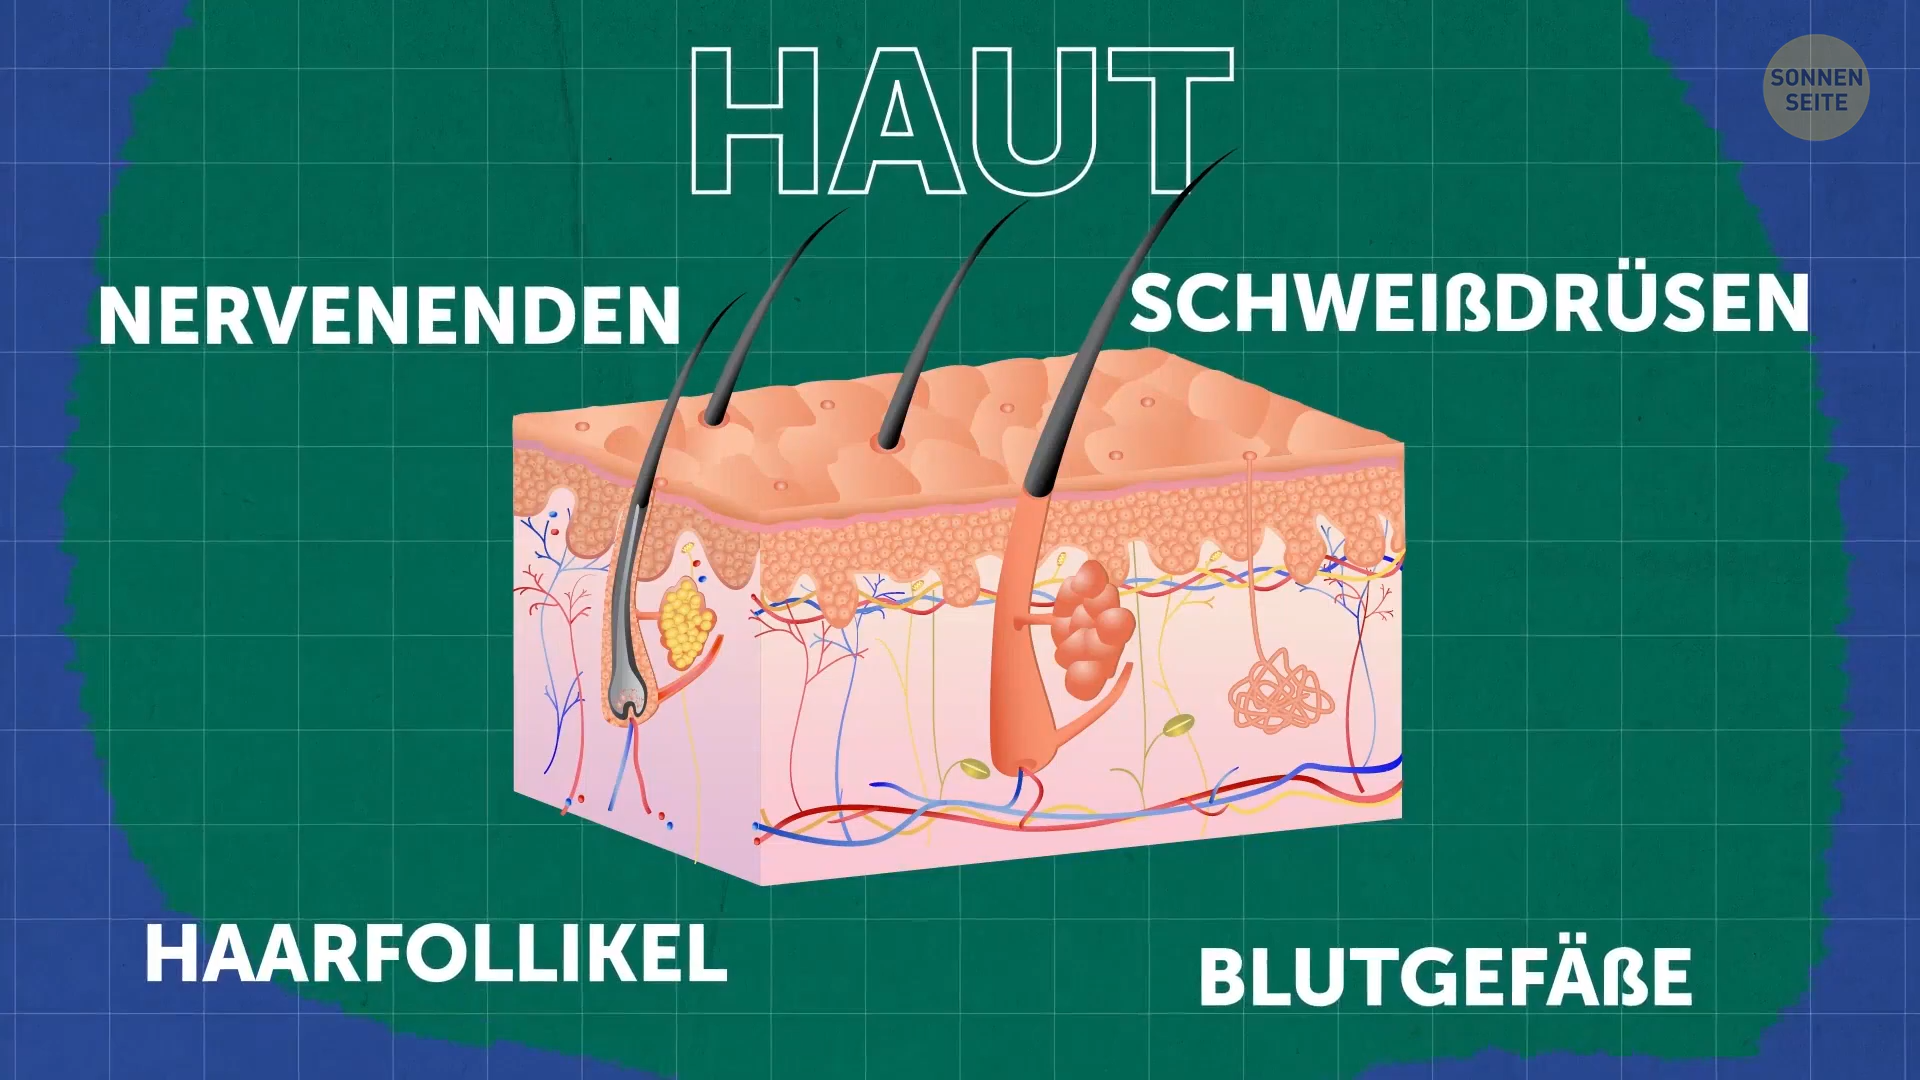 HAUT
SONNEN
SEITE
NERVENENDEN
SCHWEIßDRÜSEN
HAARFOLLIKEL
BLUTGEFÄßE